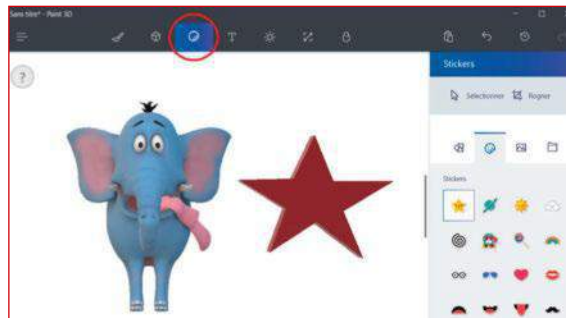 Sans titre* - Paint 3D
T
?
Stickers
Sélectionner Rogner
Stickers